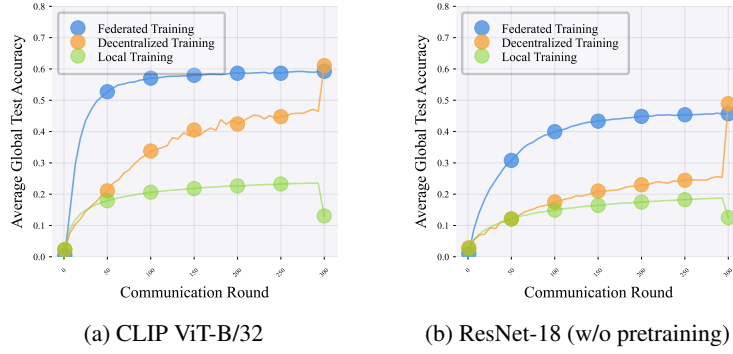 Average Global Test Accuracy
0.8
0.7
0.6
0.5
0.4
0.3
0.2
0.1
0.0
Federated Training
Decentralized Training
Local Training
0 50 100 150 200 250 300
Communication Round
(a) CLIP ViT-B/32
Average Global Test Accuracy
0.8
0.7
0.6
0.5
0.4
0.3
0.2
0.1
0.0
Federated Training
Decentralized Training
Local Training
0 50 100 150 200 250 300
Communication Round
(b) ResNet-18 (w/o pretraining)